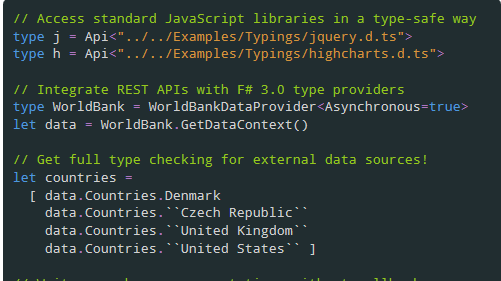 // Access standard JavaScript libraries in a type-safe way
type j = Api<"../../Examples/Typings/jquery.d.ts">
type h = Api<"../../Examples/Typings/highcharts.d.ts">
// Integrate REST APIs with F# 3.0 type providers
type WorldBank = WorldBankDataProvider<Asynchronous=true>
let data = WorldBank.GetDataContext()
// Get full type checking for external data sources!
let countries =
[ data.Countries.Denmark
data.Countries.``Czech Republic``
data.Countries.``United Kingdom``
data.Countries.``United States`` ]